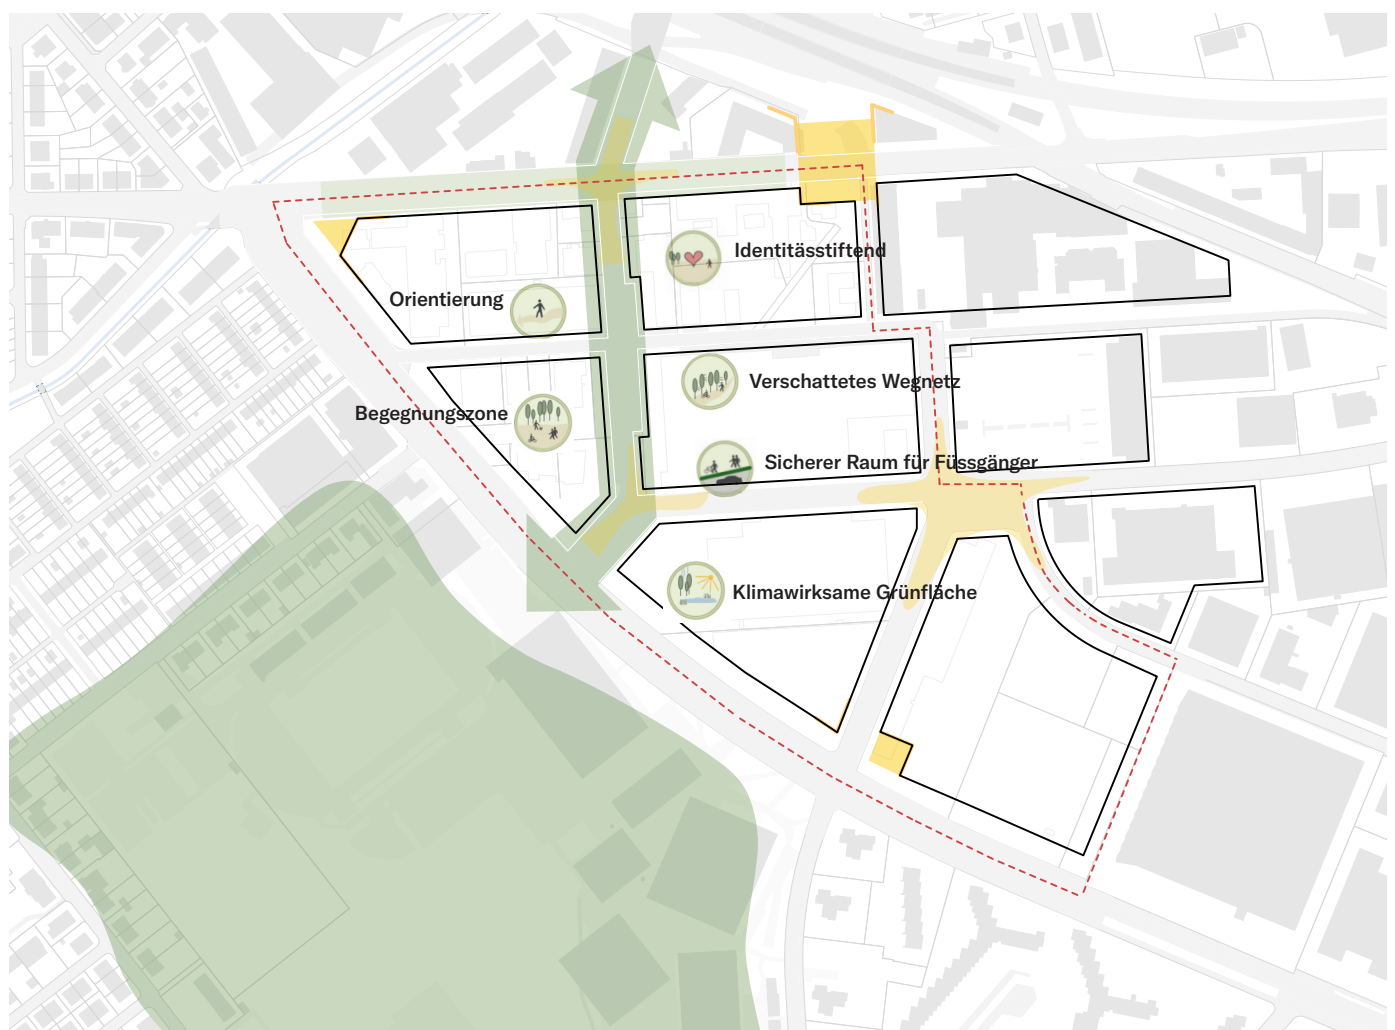 Identitässtiftend
Orientierung
Verschattetes Wegnetz
Begegnungszone
Sicherer Raum für Füssgänger
Klimawirksame Grünfläche